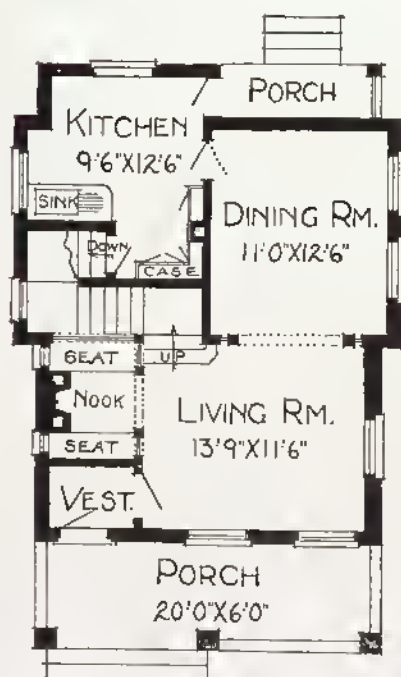 PORCH
KITCHEN
9'6"X12'6"
SINK
DINING RM.
11'0"X12'6"
DOWN
CASE
SEAT
UP
NOOK
LIVING RM.
13'9"X11'6"
SEAT
VEST.
PORCH
20'0"X6'0"